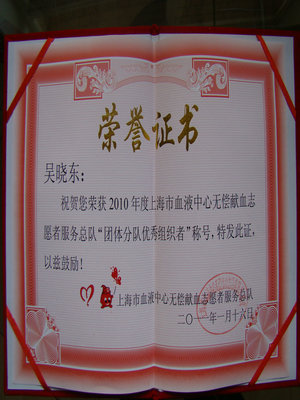 荣誉证书
吴晓东：
祝贺您荣获2010年度上海市血液中心无偿献血志
愿者服务总队“团体分队优秀组织者”称号，特发此证，
以兹鼓励！
上海市血液中心无偿献血志愿者服务总队
二〇一一年一月十六日